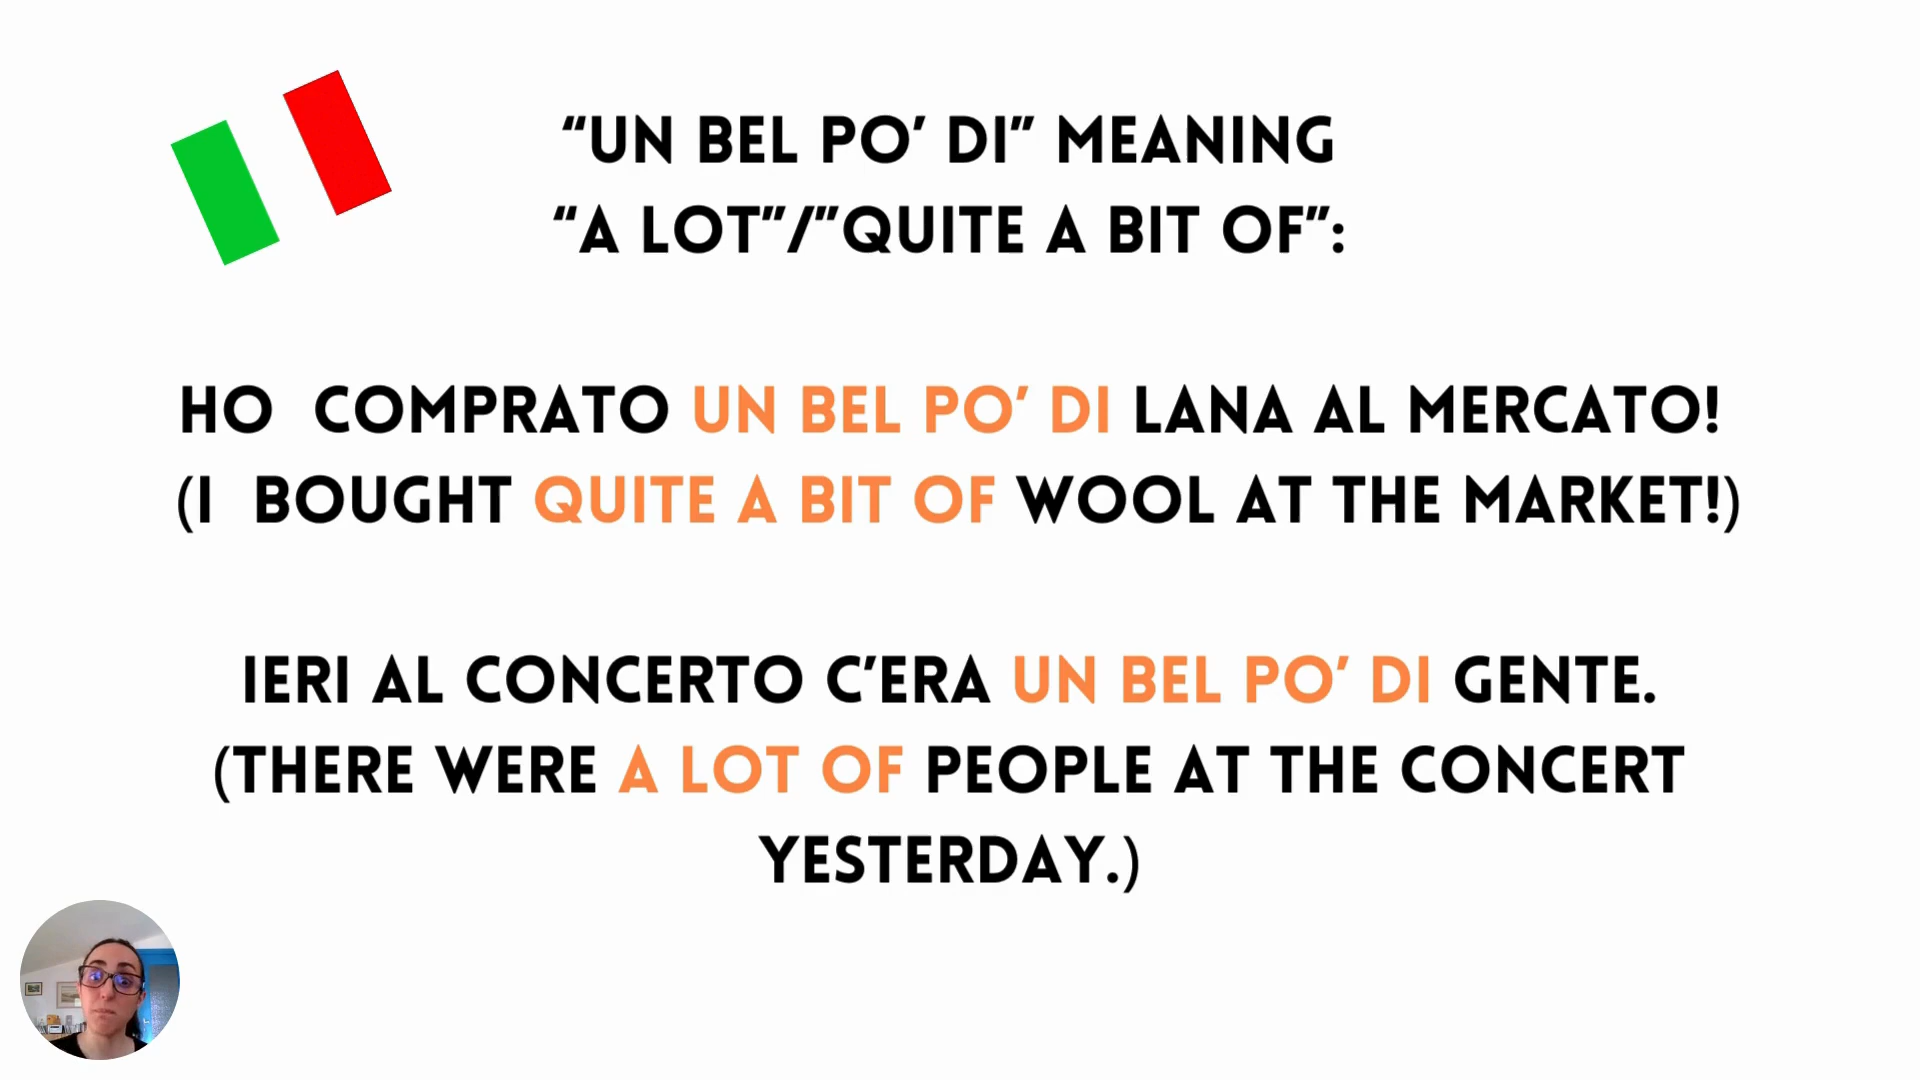 “UN BEL PO’ DI” MEANING
“A LOT”/”QUITE A BIT OF”:
HO COMPRATO UN BEL PO’ DI LANA AL MERCATO!
(I BOUGHT QUITE A BIT OF WOOL AT THE MARKET!)
IERI AL CONCERTO C’ERA UN BEL PO’ DI GENTE.
(THERE WERE A LOT OF PEOPLE AT THE CONCERT
YESTERDAY.)